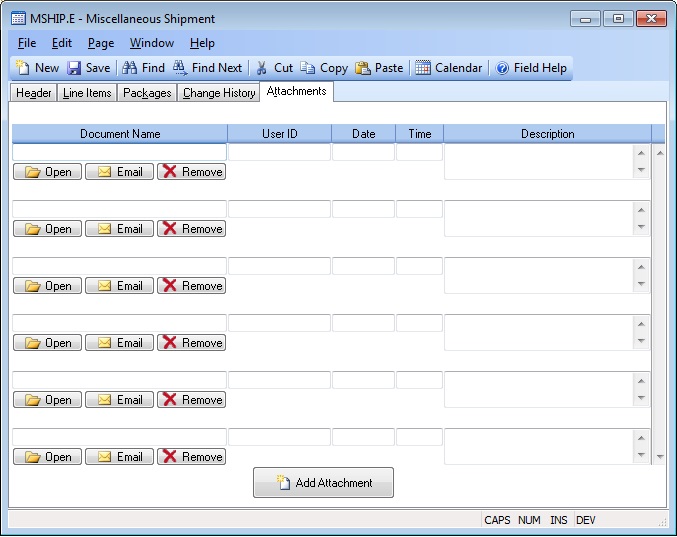 MSHIP.E - Miscellaneous Shipment
File Edit Page Window Help
New Save Find Find Next Cut Copy Paste Calendar Field Help
Header Line Items Packages Change History Attachments
Document Name User ID Date Time Description
Open Email Remove
Open Email Remove
Open Email Remove
Open Email Remove
Open Email Remove
Open Email Remove
Add Attachment
CAPS NUM INS DEV